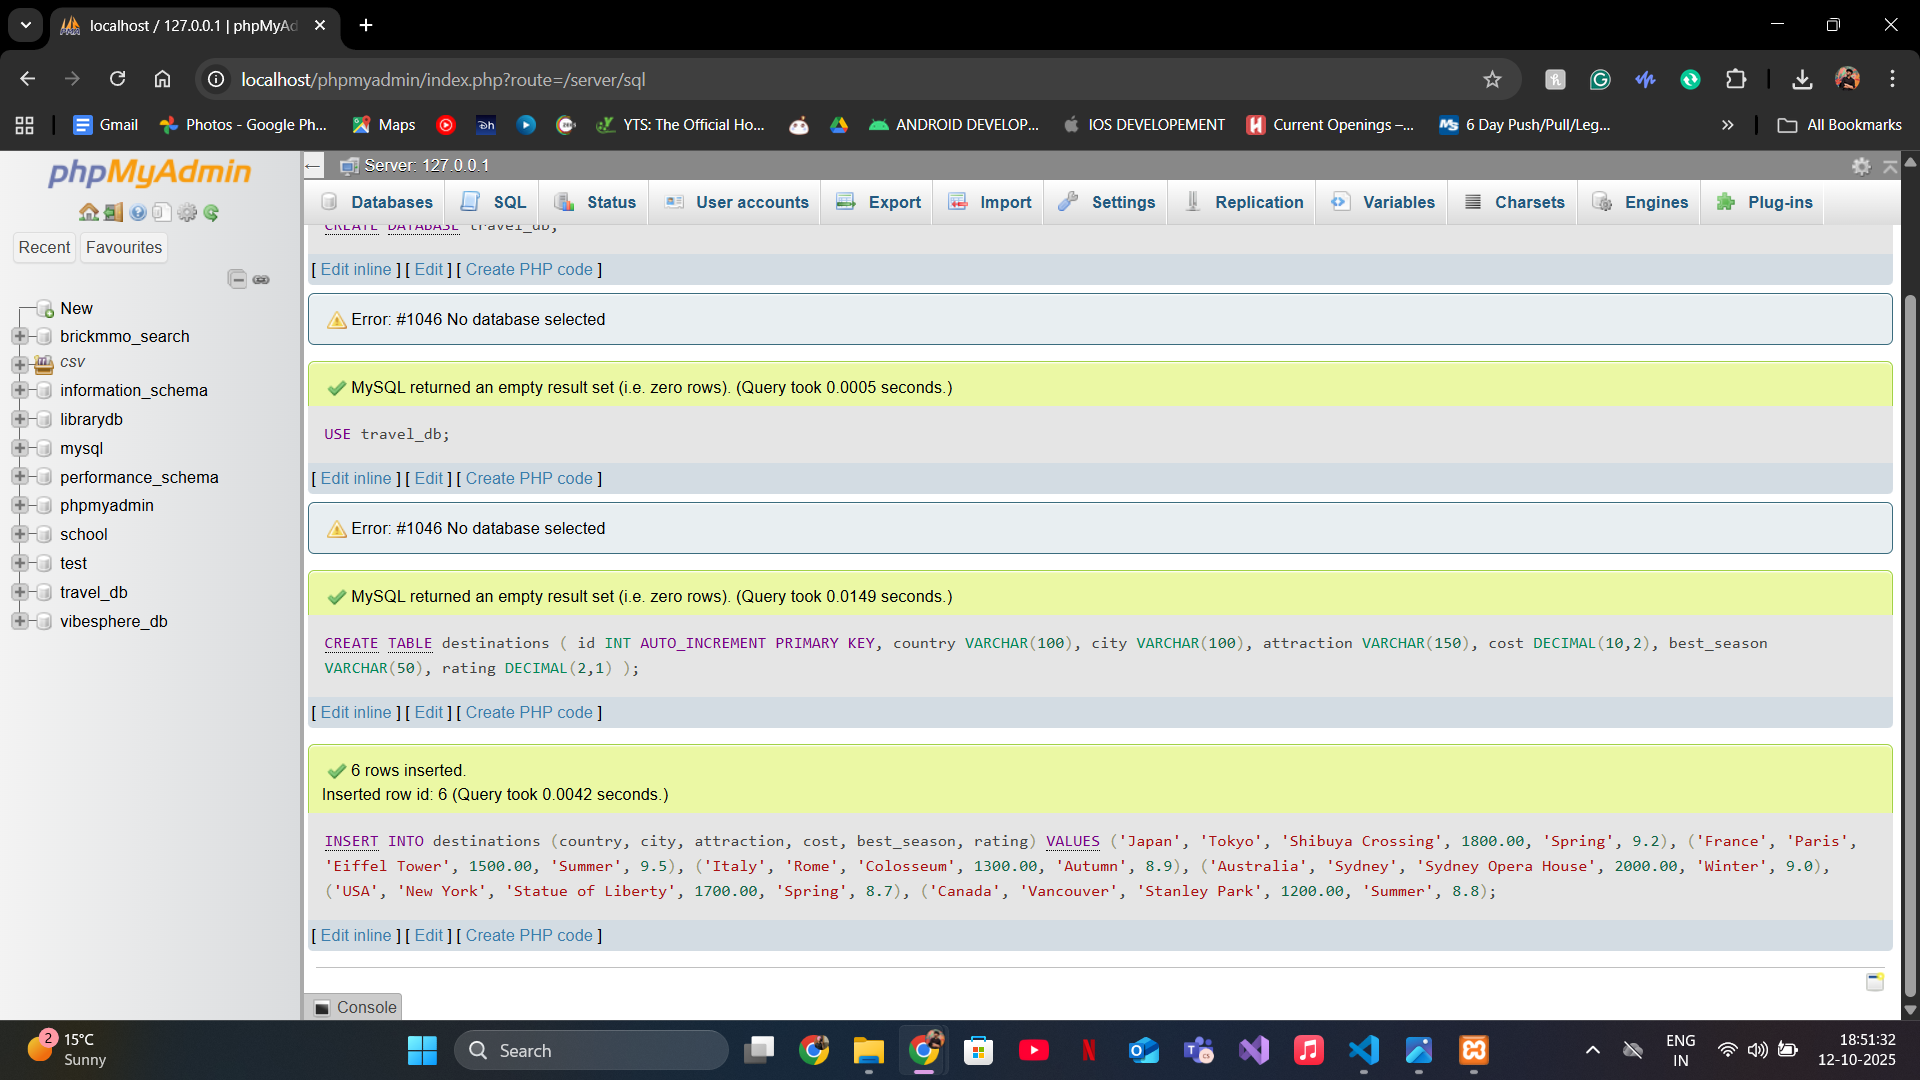 localhost / 127.0.0.1 | phpMyAd
localhost/phpmyadmin/index.php?route=/server/sql
Gmail
Photos - Google Ph...
Maps
YTS: The Official Ho...
ANDROID DEVELOP...
IOS DEVELOPEMENT
Current Openings –...
6 Day Push/Pull/Leg...
»
All Bookmarks
phpMyAdmin
Recent
Favourites
New
brickmmo_search
csv
information_schema
librarydb
mysql
performance_schema
phpmyadmin
school
test
travel_db
vibesphere_db
Server: 127.0.0.1
Databases
SQL
Status
User accounts
Export
Import
Settings
Replication
Variables
Charsets
Engines
Plug-ins
CREATE DATABASE travel_db;
[ Edit inline ] [ Edit ] [ Create PHP code ]
Error: #1046 No database selected
MySQL returned an empty result set (i.e. zero rows). (Query took 0.0005 seconds.)
USE travel_db;
[ Edit inline ] [ Edit ] [ Create PHP code ]
Error: #1046 No database selected
MySQL returned an empty result set (i.e. zero rows). (Query took 0.0149 seconds.)
CREATE TABLE destinations ( id INT AUTO_INCREMENT PRIMARY KEY, country VARCHAR(100), city VARCHAR(100), attraction VARCHAR(150), cost DECIMAL(10,2), best_season
VARCHAR(50), rating DECIMAL(2,1) );
[ Edit inline ] [ Edit ] [ Create PHP code ]
6 rows inserted.
Inserted row id: 6 (Query took 0.0042 seconds.)
INSERT INTO destinations (country, city, attraction, cost, best_season, rating) VALUES ('Japan', 'Tokyo', 'Shibuya Crossing', 1800.00, 'Spring', 9.2), ('France', 'Paris',
'Eiffel Tower', 1500.00, 'Summer', 9.5), ('Italy', 'Rome', 'Colosseum', 1300.00, 'Autumn', 8.9), ('Australia', 'Sydney', 'Sydney Opera House', 2000.00, 'Winter', 9.0),
('USA', 'New York', 'Statue of Liberty', 1700.00, 'Spring', 8.7), ('Canada', 'Vancouver', 'Stanley Park', 1200.00, 'Summer', 8.8);
[ Edit inline ] [ Edit ] [ Create PHP code ]
Console
2
15°C
Sunny
Search
ENG
IN
18:51:32
12-10-2025